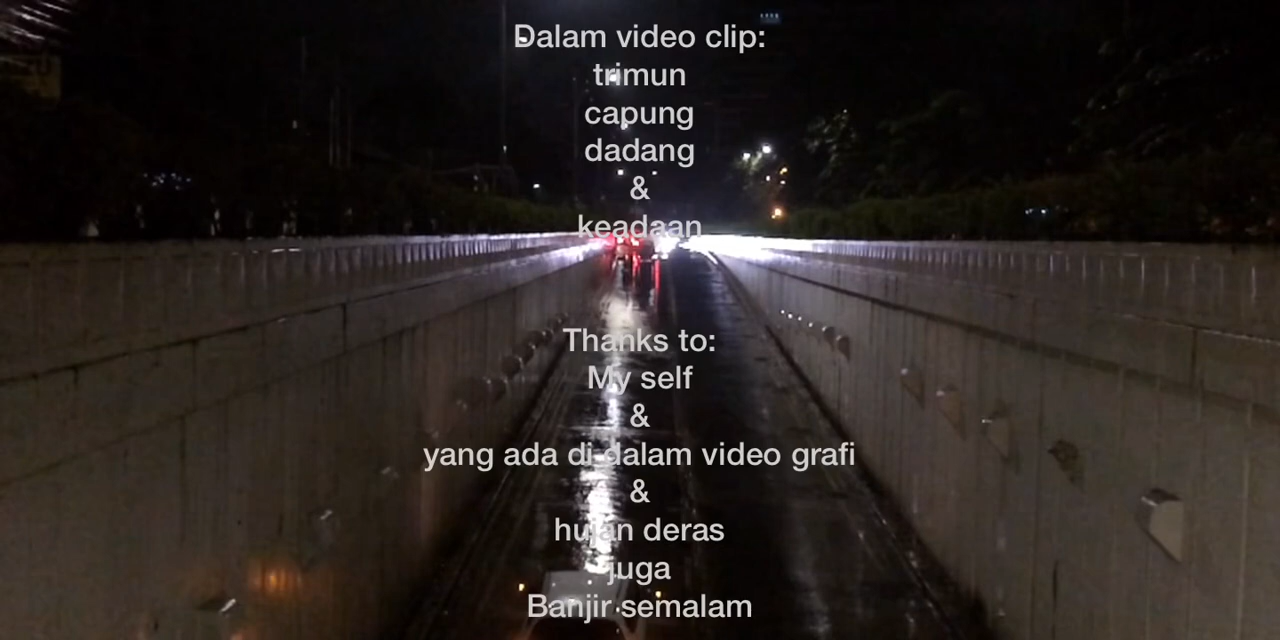 Dalam video clip:
trimun
capung
dadang
&
keadaan
Thanks to:
My self
&
yang ada di dalam video grafi
&
hujan deras
juga
Banjir semalam